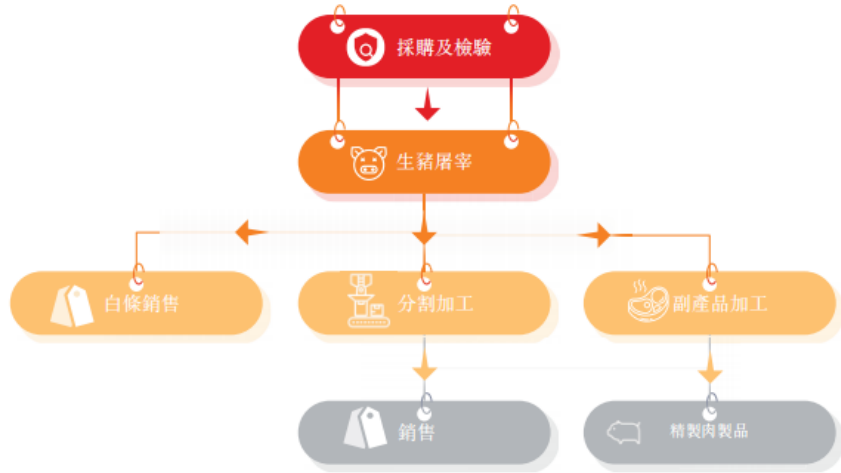 採購及檢驗
生豬屠宰
白條銷售
分割加工
副產品加工
銷售
精製肉製品